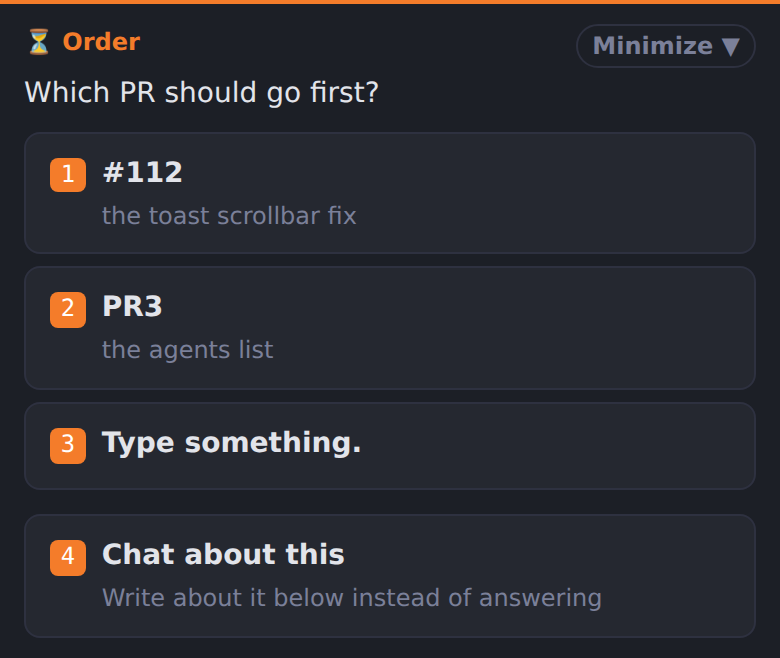 ⏳ Order
Minimize ▼
Which PR should go first?
1 #112
the toast scrollbar fix
2 PR3
the agents list
3 Type something.
4 Chat about this
Write about it below instead of answering